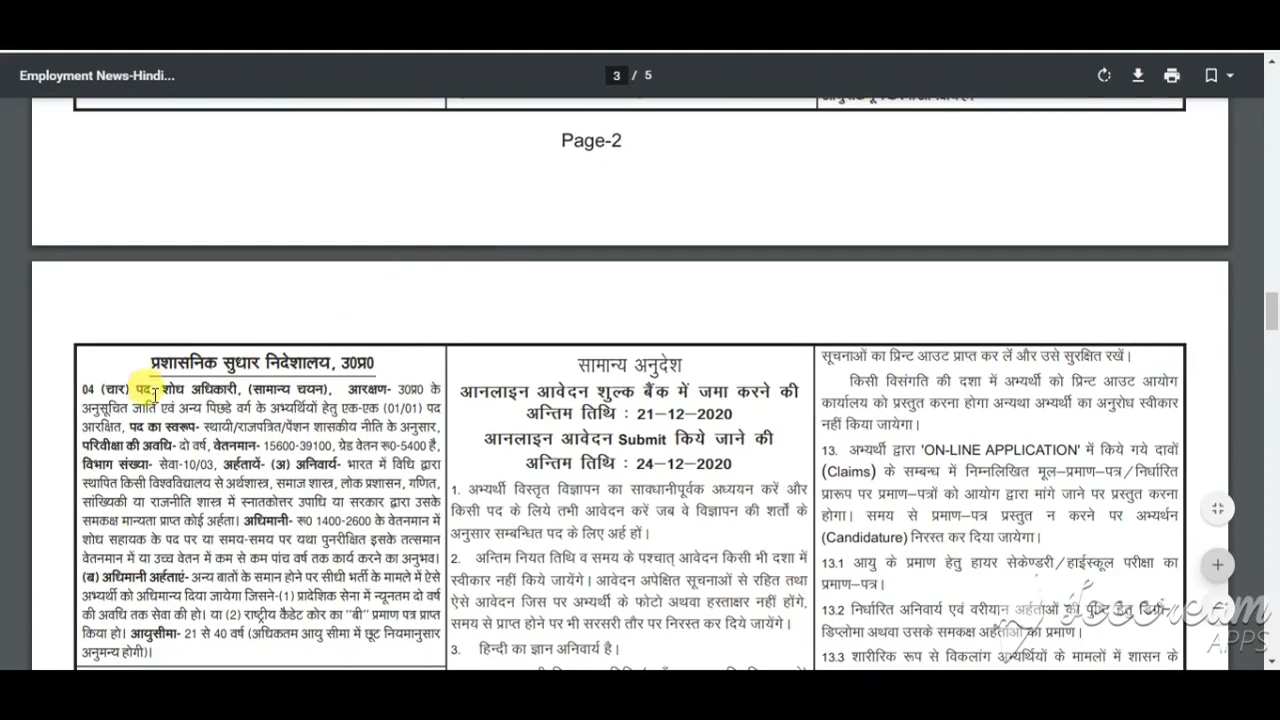 Employment News-Hindi...
3 / 5
Page-2
प्रशासनिक सुधार निदेशालय, उ0प्र0
04 (चार) पद, शोध अधिकारी, (सामान्य चयन), आरक्षण- उ0प्र0 के
अनुसूचित जाति एवं अन्य पिछडे वर्ग के अभ्यर्थियों हेतु एक-एक (01/01) पद
आरक्षित, पद का स्वरूप- स्थायी/राजपत्रित/पेंशन शासकीय नीति के अनुसार,
परिवीक्षा की अवधि- दो वर्ष, वेतनमान- 15600-39100, ग्रेड वेतन रू0-5400 है,
विभाग संख्या- सेवा-10/03, अर्हतायें- (अ) अनिवार्य- भारत में विधि द्वारा
स्थापित किसी विश्वविद्यालय से अर्थशास्त्र, समाज शास्त्र, लोक प्रशासन, गणित,
सांख्यिकी या राजनीति शास्त्र में स्नातकोत्तर उपाधि या सरकार द्वारा उसके
समकक्ष मान्यता प्राप्त कोई अर्हता। अधिमानी- रू0 1400-2600 के वेतनमान में
शोध सहायक के पद पर या समय-समय पर यथा पुनरीक्षित इसके तत्समान
वेतनमान में या उच्च वेतन में कम से कम पांच वर्ष तक कार्य करने का अनुभव।
(ब) अधिमानी अर्हताएं- अन्य बातों के समान होने पर सीधी भर्ती के मामले में ऐसे
अभ्यर्थी को अधिमान्य दिया जायेगा जिसने-(1) प्रादेशिक सेना में न्यूनतम दो वर्ष
की अवधि तक सेवा की हो। या (2) राष्ट्रीय कैडेट कोर का "बी" प्रमाण पत्र प्राप्त
किया हो। आयुसीमा- 21 से 40 वर्ष (अधिकतम आयु सीमा में छूट नियमानुसार
अनुमन्य होगी)।
सामान्य अनुदेश
आनलाइन आवेदन शुल्क बैंक में जमा करने की
अन्तिम तिथि : 21-12-2020
आनलाइन आवेदन Submit किये जाने की
अन्तिम तिथि : 24-12-2020
1. अभ्यर्थी विस्तृत विज्ञापन का सावधानीपूर्वक अध्ययन करें और
किसी पद के लिये तभी आवेदन करें जब वे विज्ञापन की शर्तों के
अनुसार सम्बन्धित पद के लिए अर्ह हों।
2. अन्तिम नियत तिथि व समय के पश्चात् आवेदन किसी भी दशा में
स्वीकार नहीं किये जायेंगे। आवेदन अपेक्षित सूचनाओं से रहित तथा
ऐसे आवेदन जिस पर अभ्यर्थी के फोटो अथवा हस्ताक्षर नहीं होंगे,
समय से प्राप्त होने पर भी सरसरी तौर पर निरस्त कर दिये जायेंगे।
3. हिन्दी का ज्ञान अनिवार्य है।
सूचनाओं का प्रिन्ट आउट प्राप्त कर लें और उसे सुरक्षित रखें।
किसी विसंगति की दशा में अभ्यर्थी को प्रिन्ट आउट आयोग
कार्यालय को प्रस्तुत करना होगा अन्यथा अभ्यर्थी का अनुरोध स्वीकार
नहीं किया जायेगा।
13. अभ्यर्थी द्वारा 'ON-LINE APPLICATION' में किये गये दावों
(Claims) के सम्बन्ध में निम्नलिखित मूल-प्रमाण-पत्र/निर्धारित
प्रारूप पर प्रमाण-पत्रों को आयोग द्वारा मांगे जाने पर प्रस्तुत करना
होगा। समय से प्रमाण-पत्र प्रस्तुत न करने पर अभ्यर्थन
(Candidature) निरस्त कर दिया जायेगा।
13.1 आयु के प्रमाण हेतु हायर सेकेण्डरी/हाईस्कूल परीक्षा का
प्रमाण-पत्र।
13.2 निर्धारित अनिवार्य एवं वरीयान अर्हताओं की पुष्टि हेतु डिग्री-
डिप्लोमा अथवा उसके समकक्ष अर्हताओं का प्रमाण।
13.3 शारीरिक रूप से विकलांग अभ्यर्थियों के मामलों में शासन के
APPS